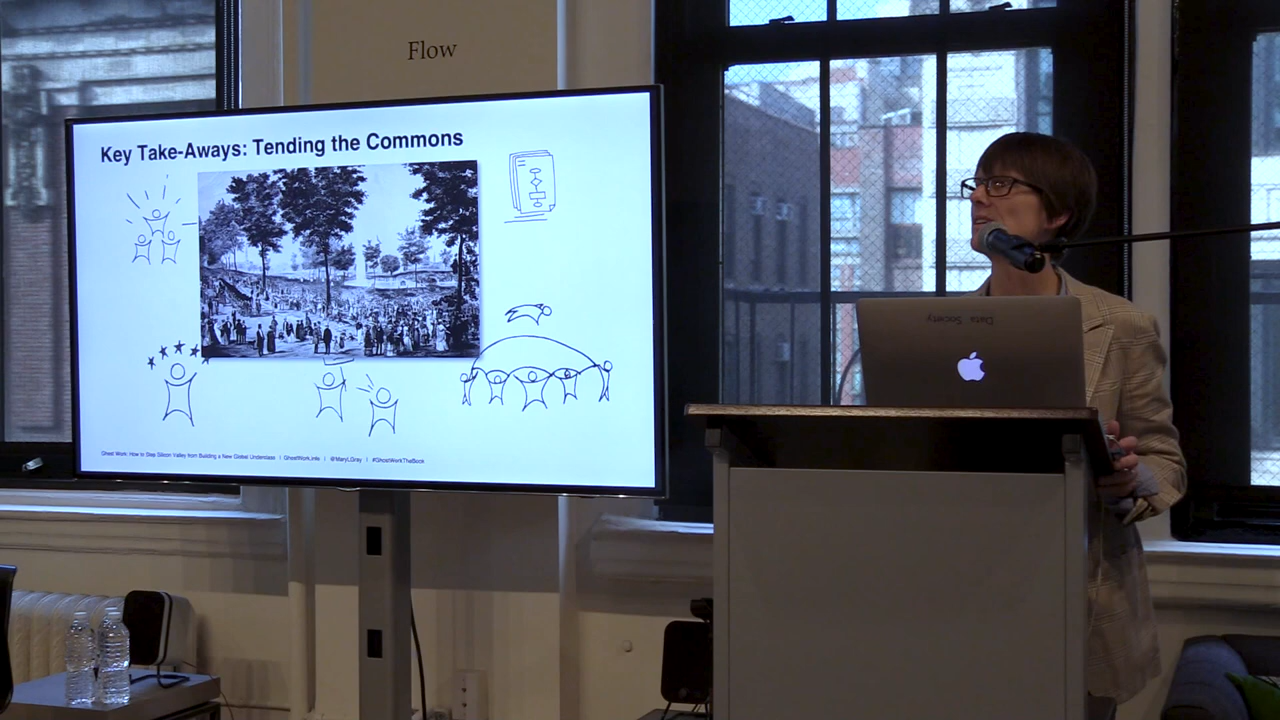 Flow
Key Take-Aways: Tending the Commons
Ghost Work: How to Stop Silicon Valley from Building a New Global Underclass | GhostWork.info | @MaryLGray | #GhostWorkTheBook
Data Society